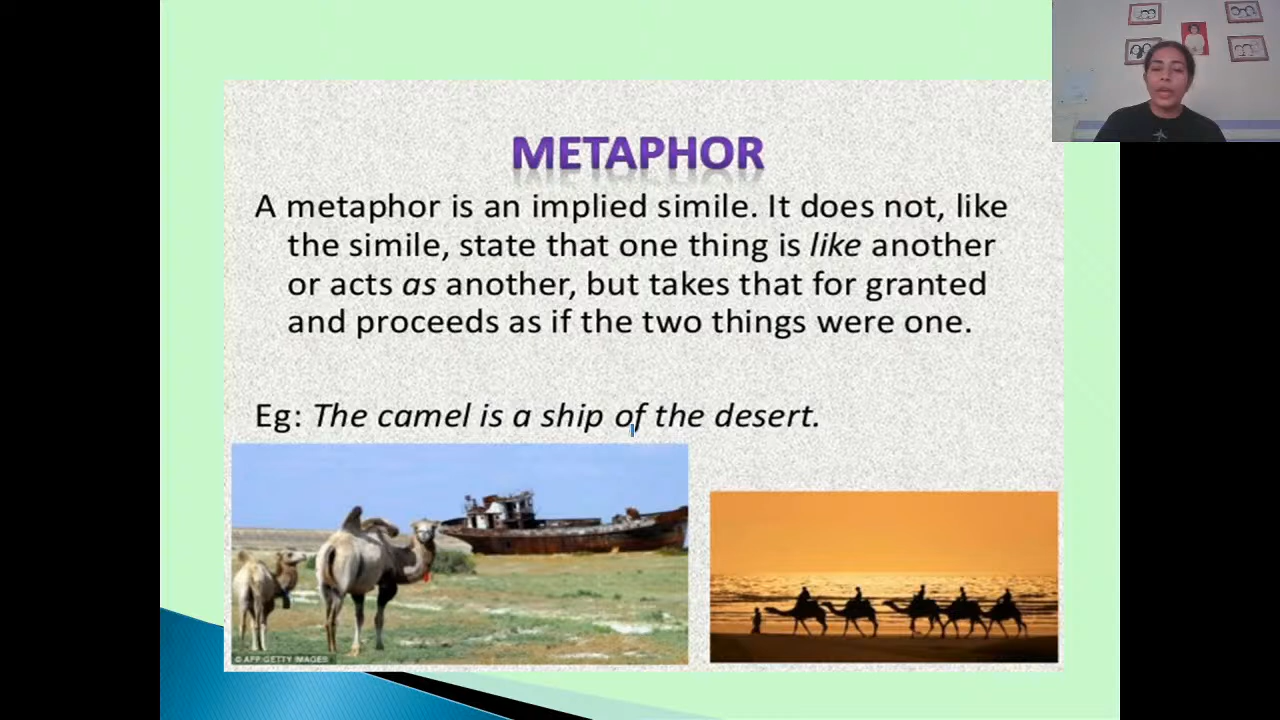 METAPHOR
A metaphor is an implied simile. It does not, like
the simile, state that one thing is like another
or acts as another, but takes that for granted
and proceeds as if the two things were one.
Eg: The camel is a ship of the desert.
© AFP GETTY IMAGES